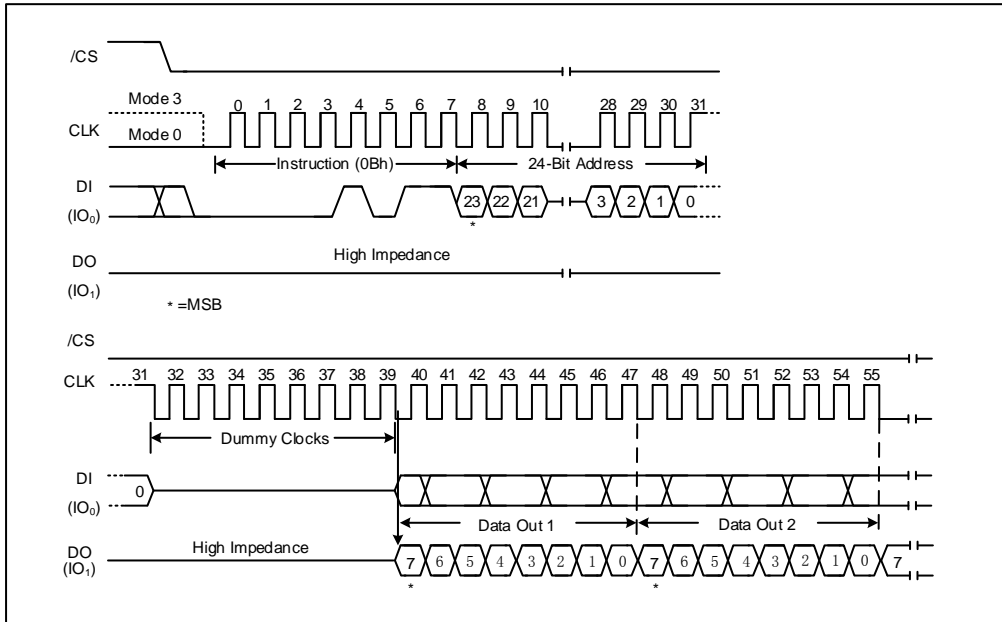 /CS
Mode 3
CLK
Mode 0
0 1 2 3 4 5 6 7 8 9 10 28 29 30 31
Instruction (0Bh)
24-Bit Address
DI
(IO₀)
23 22 21 3 2 1 0
*
DO
(IO₁)
High Impedance
* =MSB
/CS
CLK
31 32 33 34 35 36 37 38 39 40 41 42 43 44 45 46 47 48 49 50 51 52 53 54 55
Dummy Clocks
DI
(IO₀)
0
Data Out 1
Data Out 2
DO
(IO₁)
High Impedance
7 6 5 4 3 2 1 0 7 6 5 4 3 2 1 0 7
* *